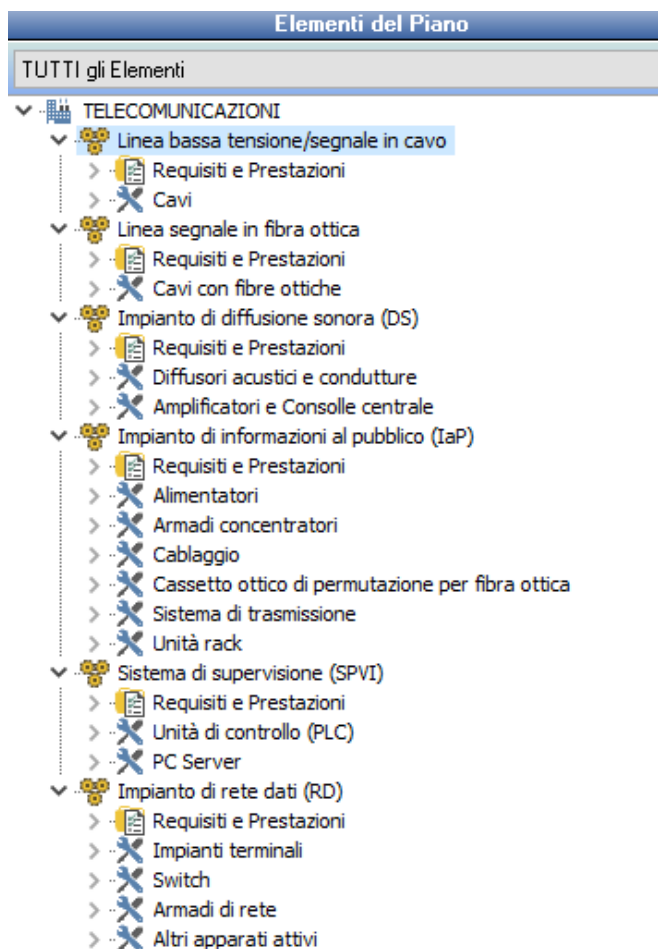 Elementi del Piano
TUTTI gli Elementi
TELECOMUNICAZIONI
Linea bassa tensione/segnale in cavo
Requisiti e Prestazioni
Cavi
Linea segnale in fibra ottica
Requisiti e Prestazioni
Cavi con fibre ottiche
Impianto di diffusione sonora (DS)
Requisiti e Prestazioni
Diffusori acustici e condutture
Amplificatori e Consolle centrale
Impianto di informazioni al pubblico (IaP)
Requisiti e Prestazioni
Alimentatori
Armadi concentratori
Cablaggio
Cassetto ottico di permutazione per fibra ottica
Sistema di trasmissione
Unità rack
Sistema di supervisione (SPVI)
Requisiti e Prestazioni
Unità di controllo (PLC)
PC Server
Impianto di rete dati (RD)
Requisiti e Prestazioni
Impianti terminali
Switch
Armadi di rete
Altri apparati attivi